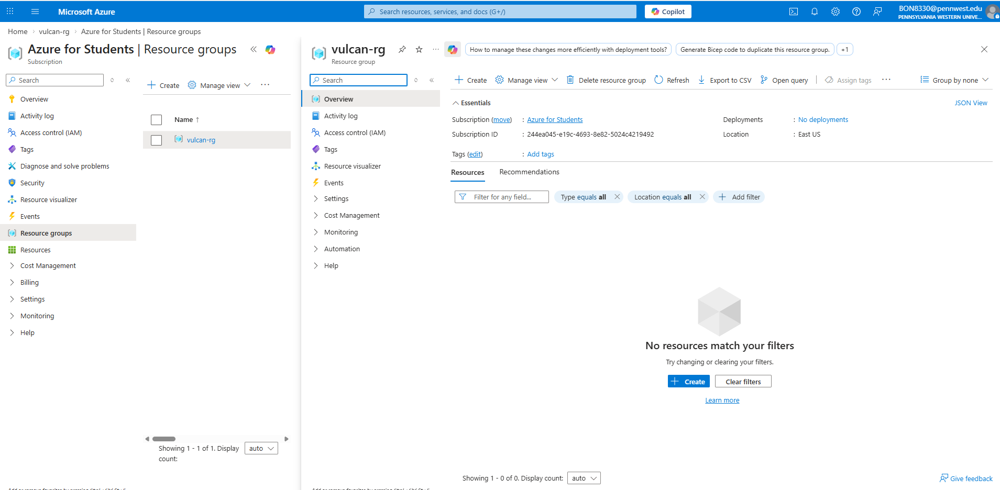 Microsoft Azure
Search resources, services, and docs (G+/)
Copilot
BON8330@pennwest.edu
PENNSYLVANIA WESTERN UNIVE...
Home > vulcan-rg > Azure for Students | Resource groups
Azure for Students | Resource groups
Subscription
Search
Overview
Activity log
Access control (IAM)
Tags
Diagnose and solve problems
Security
Resource visualizer
Events
Resource groups
Resources
Cost Management
Billing
Settings
Monitoring
Help
Create
Manage view
Name ↑
vulcan-rg
Showing 1 - 1 of 1. Display
count:
auto
vulcan-rg
Resource group
How to manage these changes more efficiently with deployment tools?
Generate Bicep code to duplicate this resource group.
+1
Search
Overview
Activity log
Access control (IAM)
Tags
Resource visualizer
Events
Settings
Cost Management
Monitoring
Automation
Help
Create
Manage view
Delete resource group
Refresh
Export to CSV
Open query
Assign tags
Group by none
Essentials
JSON View
Subscription (move) : Azure for Students
Deployments : No deployments
Subscription ID : 244ea045-e19c-4693-8e82-5024c4219492
Location : East US
Tags (edit) : Add tags
Resources
Recommendations
Filter for any field...
Type equals all
Location equals all
Add filter
No resources match your filters
Try changing or clearing your filters.
Create
Clear filters
Learn more
Showing 1 - 0 of 0. Display count:
auto
Give feedback